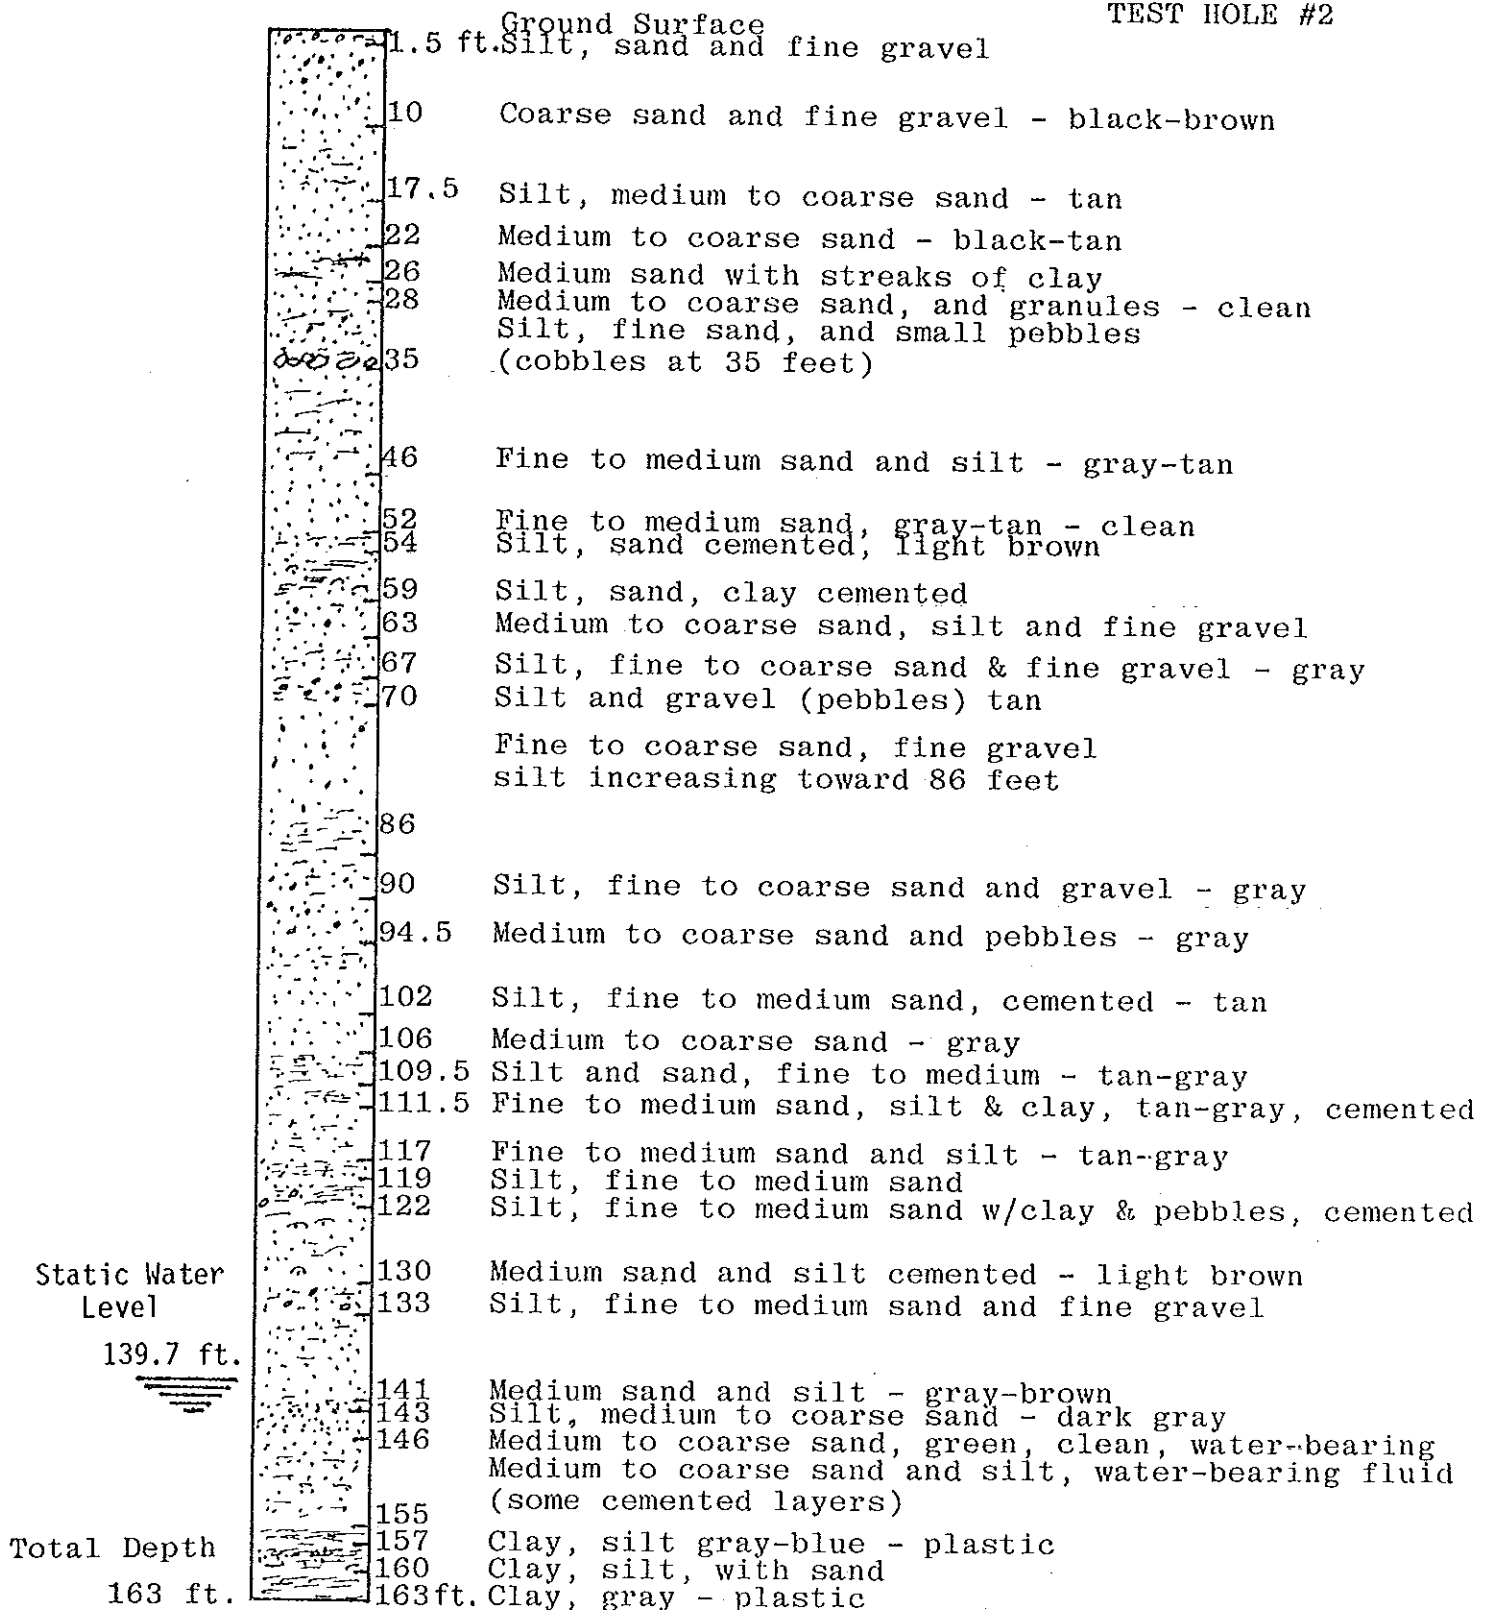 TEST HOLE #2
Ground Surface
1.5 ft. Silt, sand and fine gravel
10 Coarse sand and fine gravel - black-brown
17.5 Silt, medium to coarse sand - tan
22 Medium to coarse sand - black-tan
26 Medium sand with streaks of clay
28 Medium to coarse sand, and granules - clean
Silt, fine sand, and small pebbles
35 (cobbles at 35 feet)
46 Fine to medium sand and silt - gray-tan
52 Fine to medium sand, gray-tan - clean
54 Silt, sand cemented, light brown
59 Silt, sand, clay cemented
63 Medium to coarse sand, silt and fine gravel
67 Silt, fine to coarse sand & fine gravel - gray
70 Silt and gravel (pebbles) tan
Fine to coarse sand, fine gravel
silt increasing toward 86 feet
86
90 Silt, fine to coarse sand and gravel - gray
94.5 Medium to coarse sand and pebbles - gray
102 Silt, fine to medium sand, cemented - tan
106 Medium to coarse sand - gray
109.5 Silt and sand, fine to medium - tan-gray
111.5 Fine to medium sand, silt & clay, tan-gray, cemented
117 Fine to medium sand and silt - tan-gray
119 Silt, fine to medium sand
122 Silt, fine to medium sand w/clay & pebbles, cemented
Static Water
Level
139.7 ft.
130 Medium sand and silt cemented - light brown
133 Silt, fine to medium sand and fine gravel
141 Medium sand and silt - gray-brown
143 Silt, medium to coarse sand - dark gray
146 Medium to coarse sand, green, clean, water-bearing
Medium to coarse sand and silt, water-bearing fluid
(some cemented layers)
155
157 Clay, silt gray-blue - plastic
160 Clay, silt, with sand
163 ft. Clay, gray - plastic
Total Depth
163 ft.